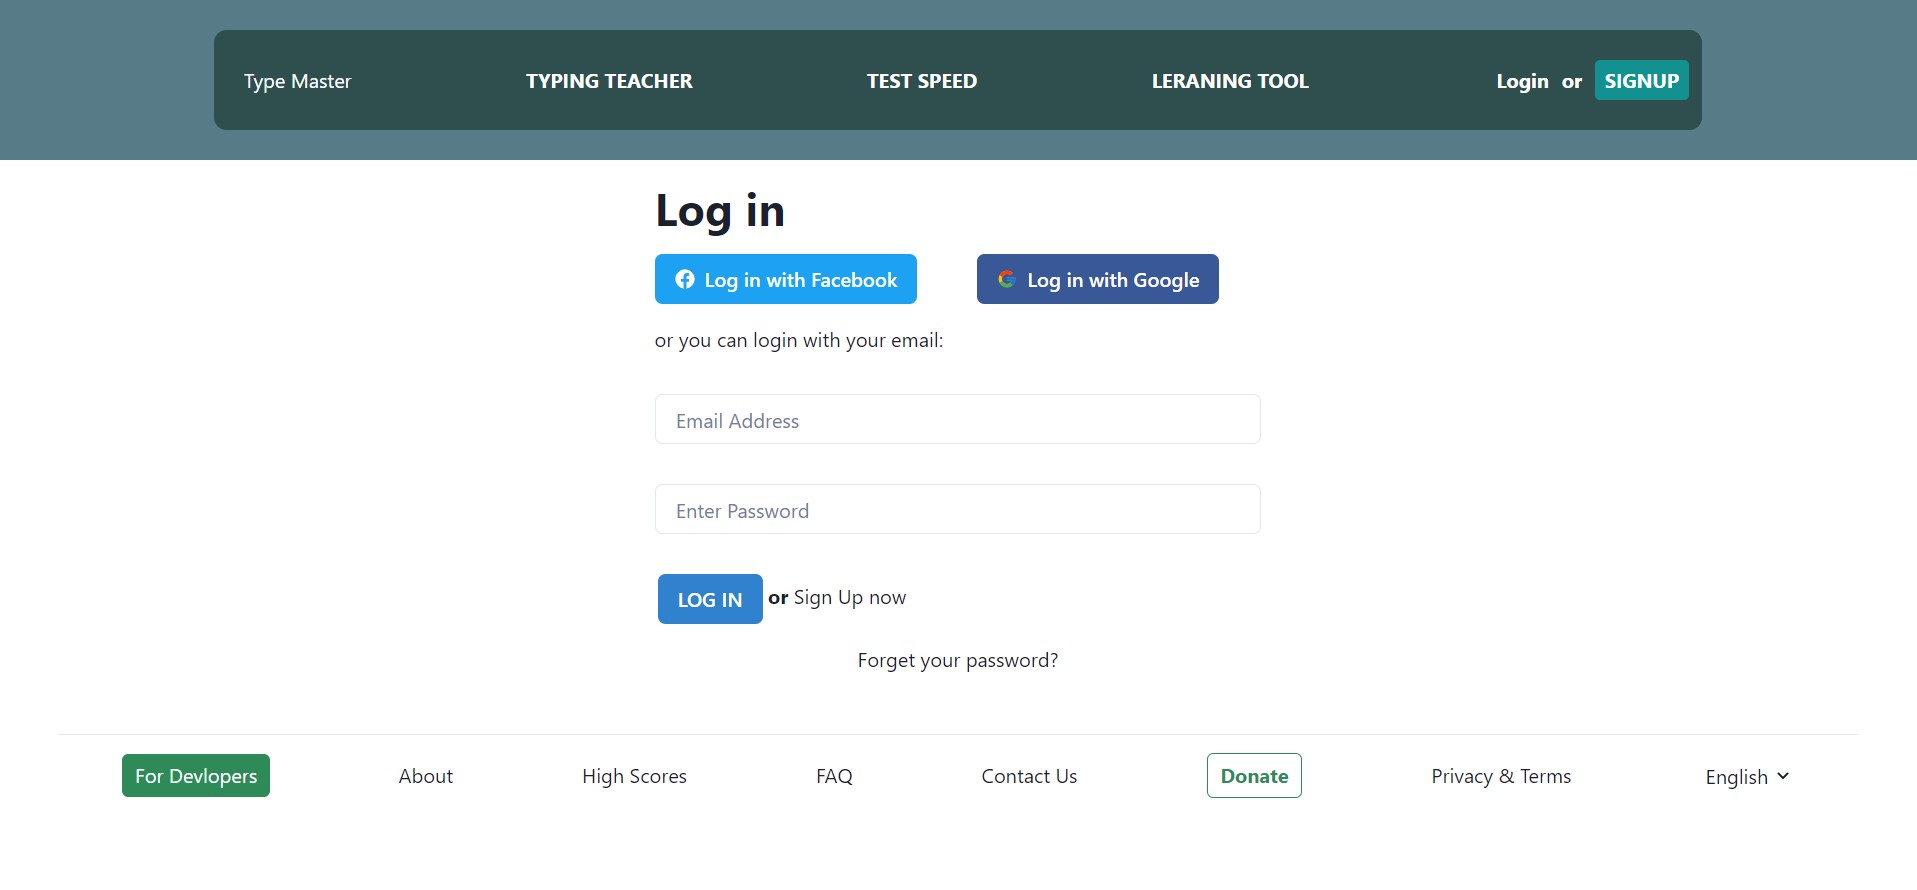 Type Master TYPING TEACHER TEST SPEED LERANING TOOL Login or SIGNUP
Log in
Log in with Facebook Log in with Google
or you can login with your email:
Email Address
Enter Password
LOG IN or Sign Up now
Forget your password?
For Devlopers About High Scores FAQ Contact Us Donate Privacy & Terms English